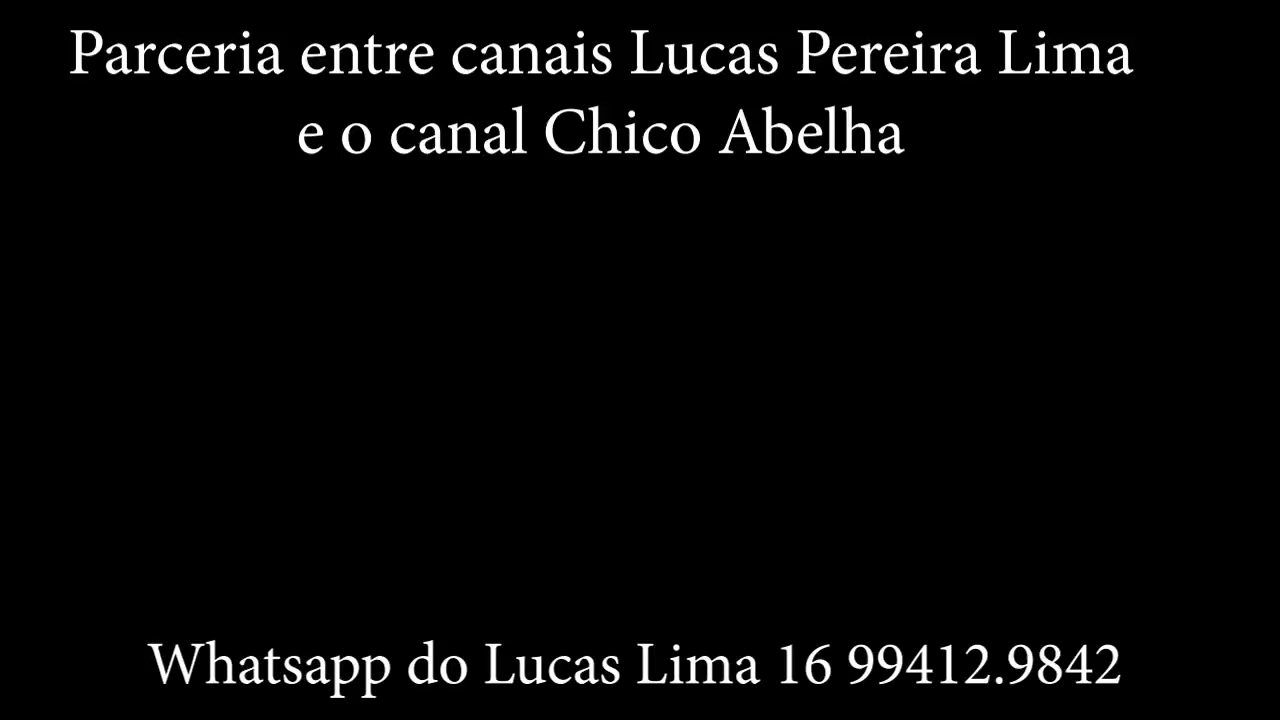 Parceria entre canais Lucas Pereira Lima
e o canal Chico Abelha
Whatsapp do Lucas Lima 16 99412.9842